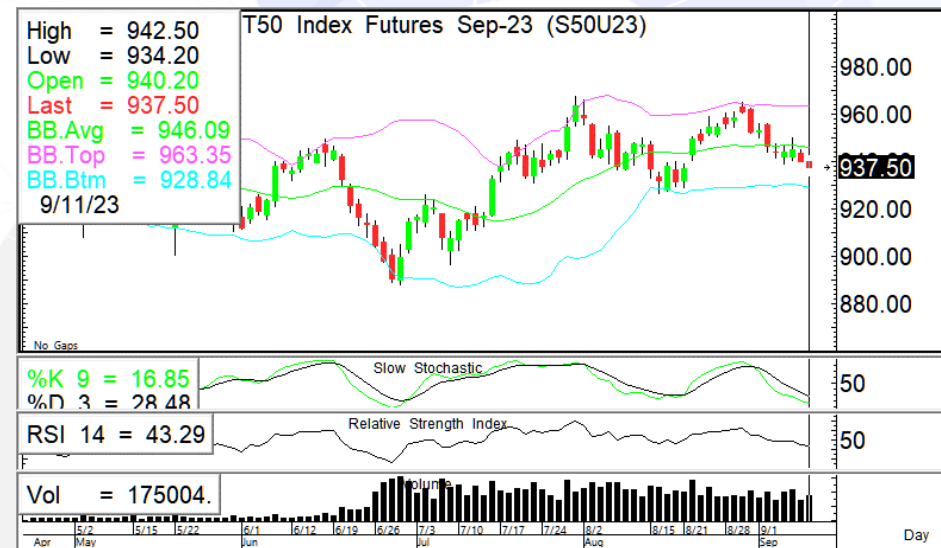 T50 Index Futures Sep-23 (S50U23)
High = 942.50
Low = 934.20
Open = 940.20
Last = 937.50
BB.Avg = 946.09
BB.Top = 963.35
BB.Btm = 928.84
9/11/23
980.00
960.00
937.50
920.00
900.00
880.00
No Gaps
Slow Stochastic
%K 9 = 16.85
%D 3 = 28.48
50
Relative Strength Index
RSI 14 = 43.29
50
Volume
Vol = 175004.
5/2 5/15 5/22 6/1 6/12 6/19 6/26 7/3 7/10 7/17 7/24 8/2 8/15 8/21 8/28 9/1
Apr May Jun Jul Aug Sep
Day